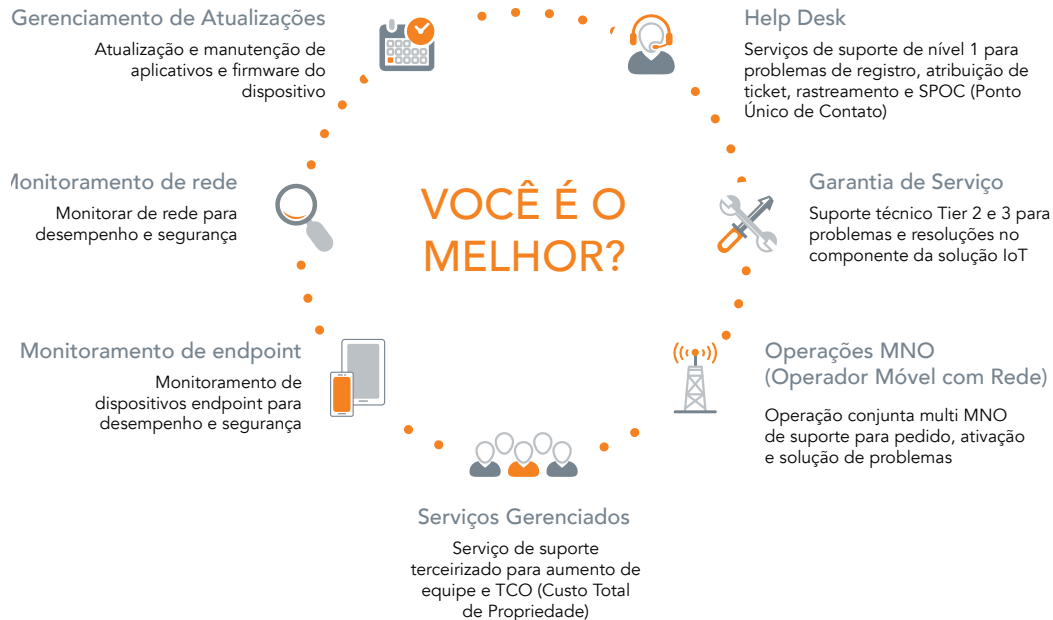 Gerenciamento de Atualizações
Atualização e manutenção de
aplicativos e firmware do
dispositivo
Help Desk
Serviços de suporte de nível 1 para
problemas de registro, atribuição de
ticket, rastreamento e SPOC (Ponto
Único de Contato)
Monitoramento de rede
Monitorar de rede para
desempenho e segurança
VOCÊ É O
MELHOR?
Garantia de Serviço
Suporte técnico Tier 2 e 3 para
problemas e resoluções no
componente da solução IoT
Monitoramento de endpoint
Monitoramento de
dispositivos endpoint para
desempenho e segurança
Operações MNO
(Operador Móvel com Rede)
Operação conjunta multi MNO
de suporte para pedido, ativação
e solução de problemas
Serviços Gerenciados
Serviço de suporte
terceirizado para aumento de
equipe e TCO (Custo Total
de Propriedade)